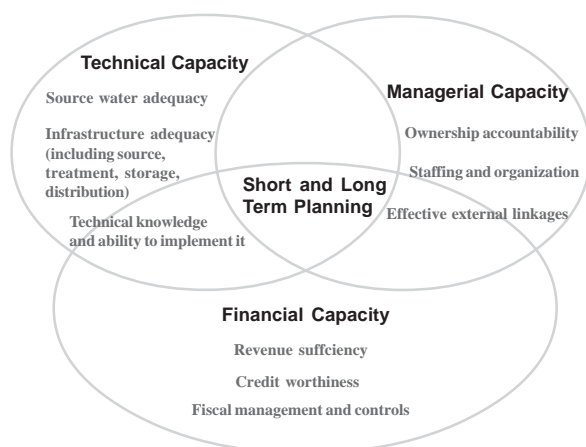 Technical Capacity
Source water adequacy
Infrastructure adequacy
(including source,
treatment, storage,
distribution)
Technical knowledge
and ability to implement it
Managerial Capacity
Ownership accountability
Staffing and organization
Effective external linkages
Short and Long
Term Planning
Financial Capacity
Revenue suffciency
Credit worthiness
Fiscal management and controls